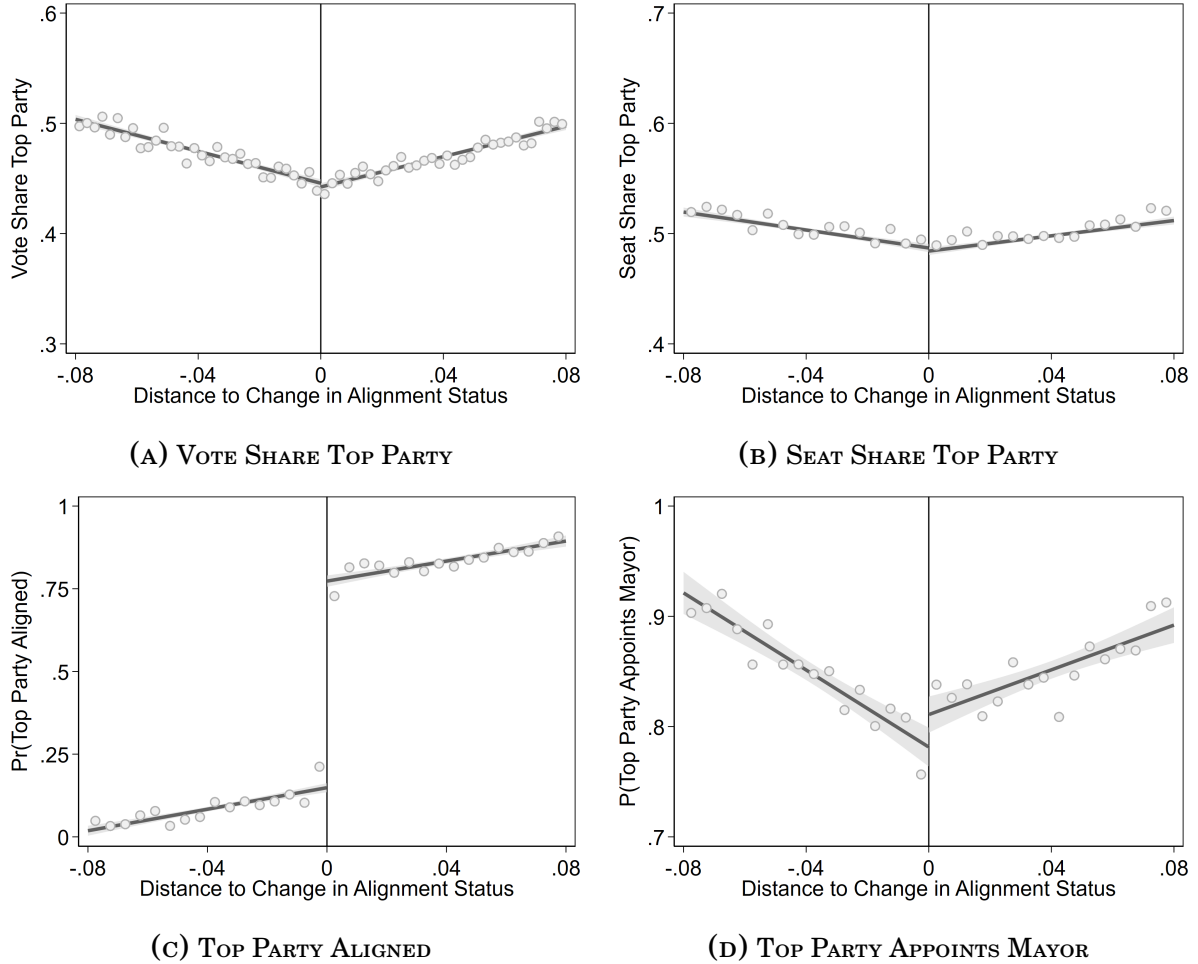 .6
.5
.4
.3
Vote Share Top Party
-.08 -.04 0 .04 .08
Distance to Change in Alignment Status
(A) Vote Share Top Party
.7
.6
.5
.4
Seat Share Top Party
-.08 -.04 0 .04 .08
Distance to Change in Alignment Status
(B) Seat Share Top Party
1
.75
.5
.25
0
Pr(Top Party Aligned)
-.08 -.04 0 .04 .08
Distance to Change in Alignment Status
(C) Top Party Aligned
1
.9
.8
.7
P(Top Party Appoints Mayor)
-.08 -.04 0 .04 .08
Distance to Change in Alignment Status
(D) Top Party Appoints Mayor